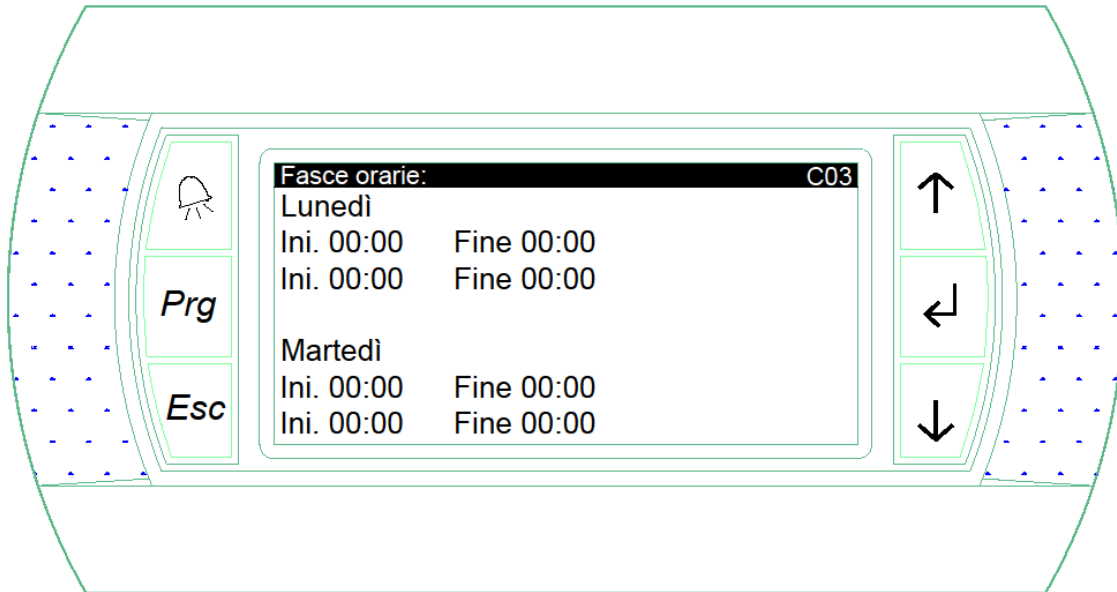 Fasce orarie: C03
Lunedì
Ini. 00:00 Fine 00:00
Ini. 00:00 Fine 00:00
Martedì
Ini. 00:00 Fine 00:00
Ini. 00:00 Fine 00:00
Prg
Esc